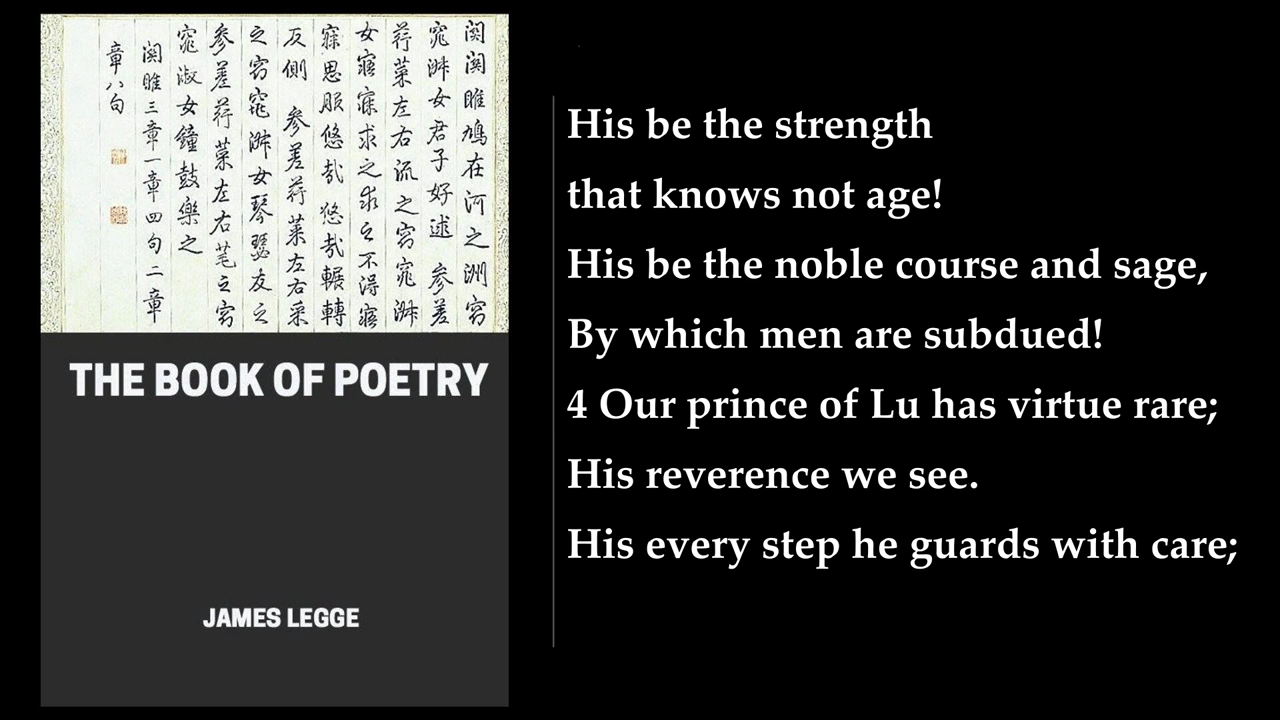 關關雎鳩在河之洲窈
窕淑女君子好逑 參差
荇菜左右流之窈窕淑
女寤寐求之求之不得寤
寐思服悠哉悠哉輾轉
反側 參差荇菜左右采
之窈窕淑女琴瑟友之
參差荇菜左右芼之窈
窕淑女鐘鼓樂之
關雎三章一章四句二章
章八句
THE BOOK OF POETRY
JAMES LEGGE
His be the strength
that knows not age!
His be the noble course and sage,
By which men are subdued!
4 Our prince of Lu has virtue rare;
His reverence we see.
His every step he guards with care;